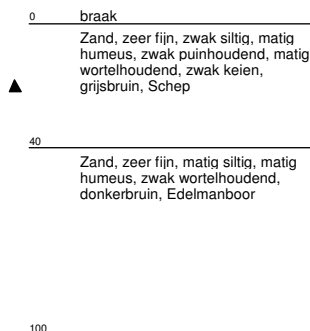 0 braak
Zand, zeer fijn, zwak siltig, matig
humeus, zwak puinhoudend, matig
wortelhoudend, zwak keien,
grijsbruin, Schep
40
Zand, zeer fijn, matig siltig, matig
humeus, zwak wortelhoudend,
donkerbruin, Edelmanboor
100